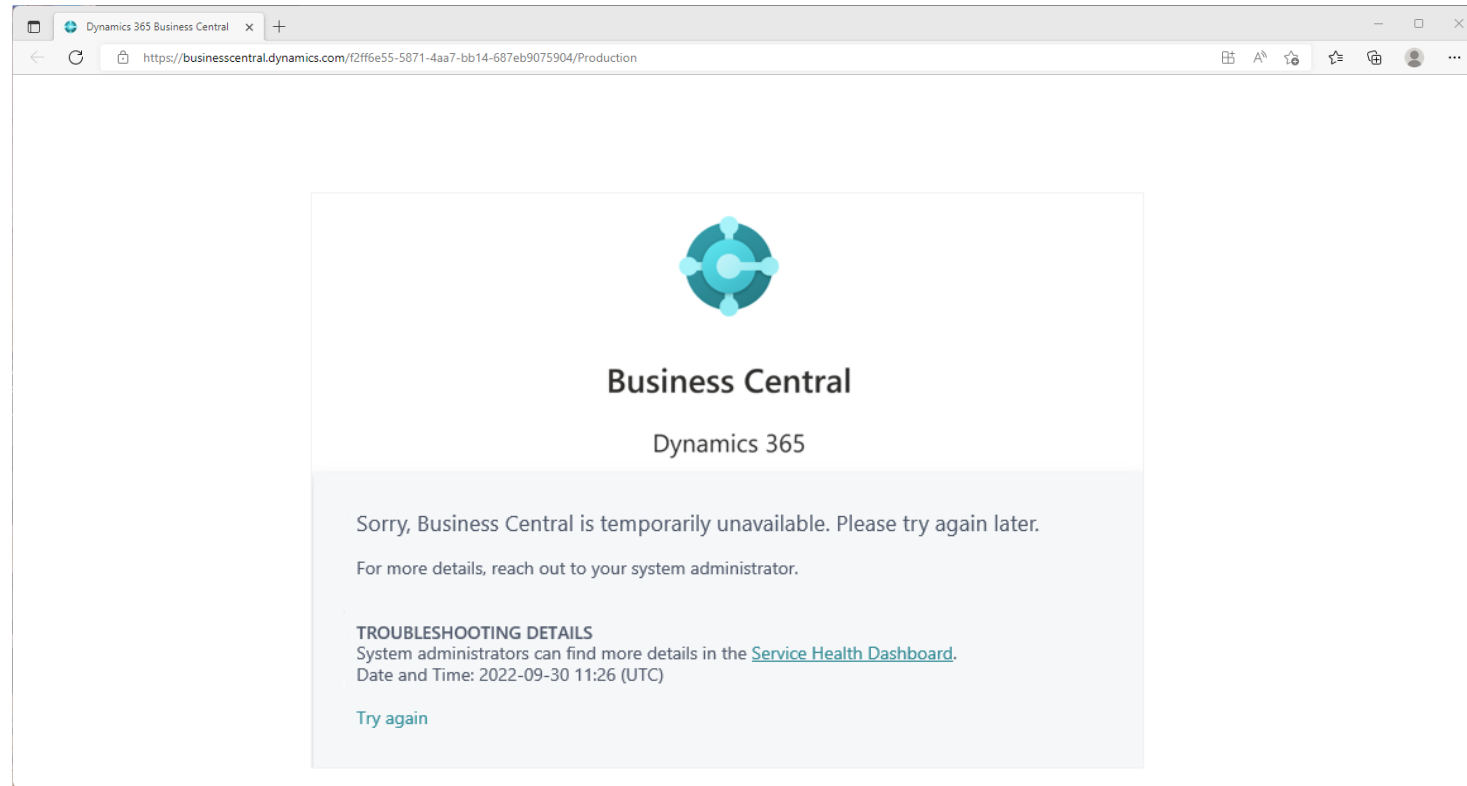 Dynamics 365 Business Central
https://businesscentral.dynamics.com/f2ff6e55-5871-4aa7-bb14-687eb9075904/Production
Business Central
Dynamics 365
Sorry, Business Central is temporarily unavailable. Please try again later.
For more details, reach out to your system administrator.
TROUBLESHOOTING DETAILS
System administrators can find more details in the Service Health Dashboard.
Date and Time: 2022-09-30 11:26 (UTC)
Try again